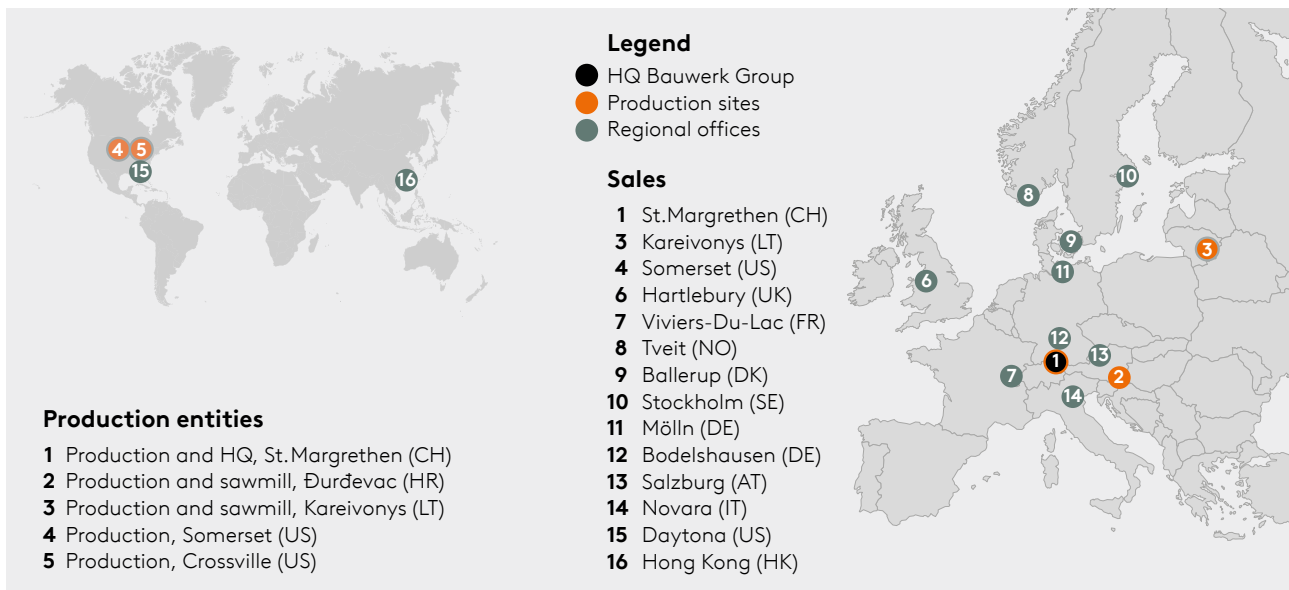 Legend
HQ Bauwerk Group
Production sites
Regional offices
Sales
1 St.Margrethen (CH)
3 Kareivonys (LT)
4 Somerset (US)
6 Hartlebury (UK)
7 Viviers-Du-Lac (FR)
8 Tveit (NO)
9 Ballerup (DK)
10 Stockholm (SE)
11 Mölln (DE)
12 Bodelshausen (DE)
13 Salzburg (AT)
14 Novara (IT)
15 Daytona (US)
16 Hong Kong (HK)
Production entities
1 Production and HQ, St.Margrethen (CH)
2 Production and sawmill, Đurđevac (HR)
3 Production and sawmill, Kareivonys (LT)
4 Production, Somerset (US)
5 Production, Crossville (US)
4 5
15
16
10
8
9
3
11
6
12
13
1
7
2
14